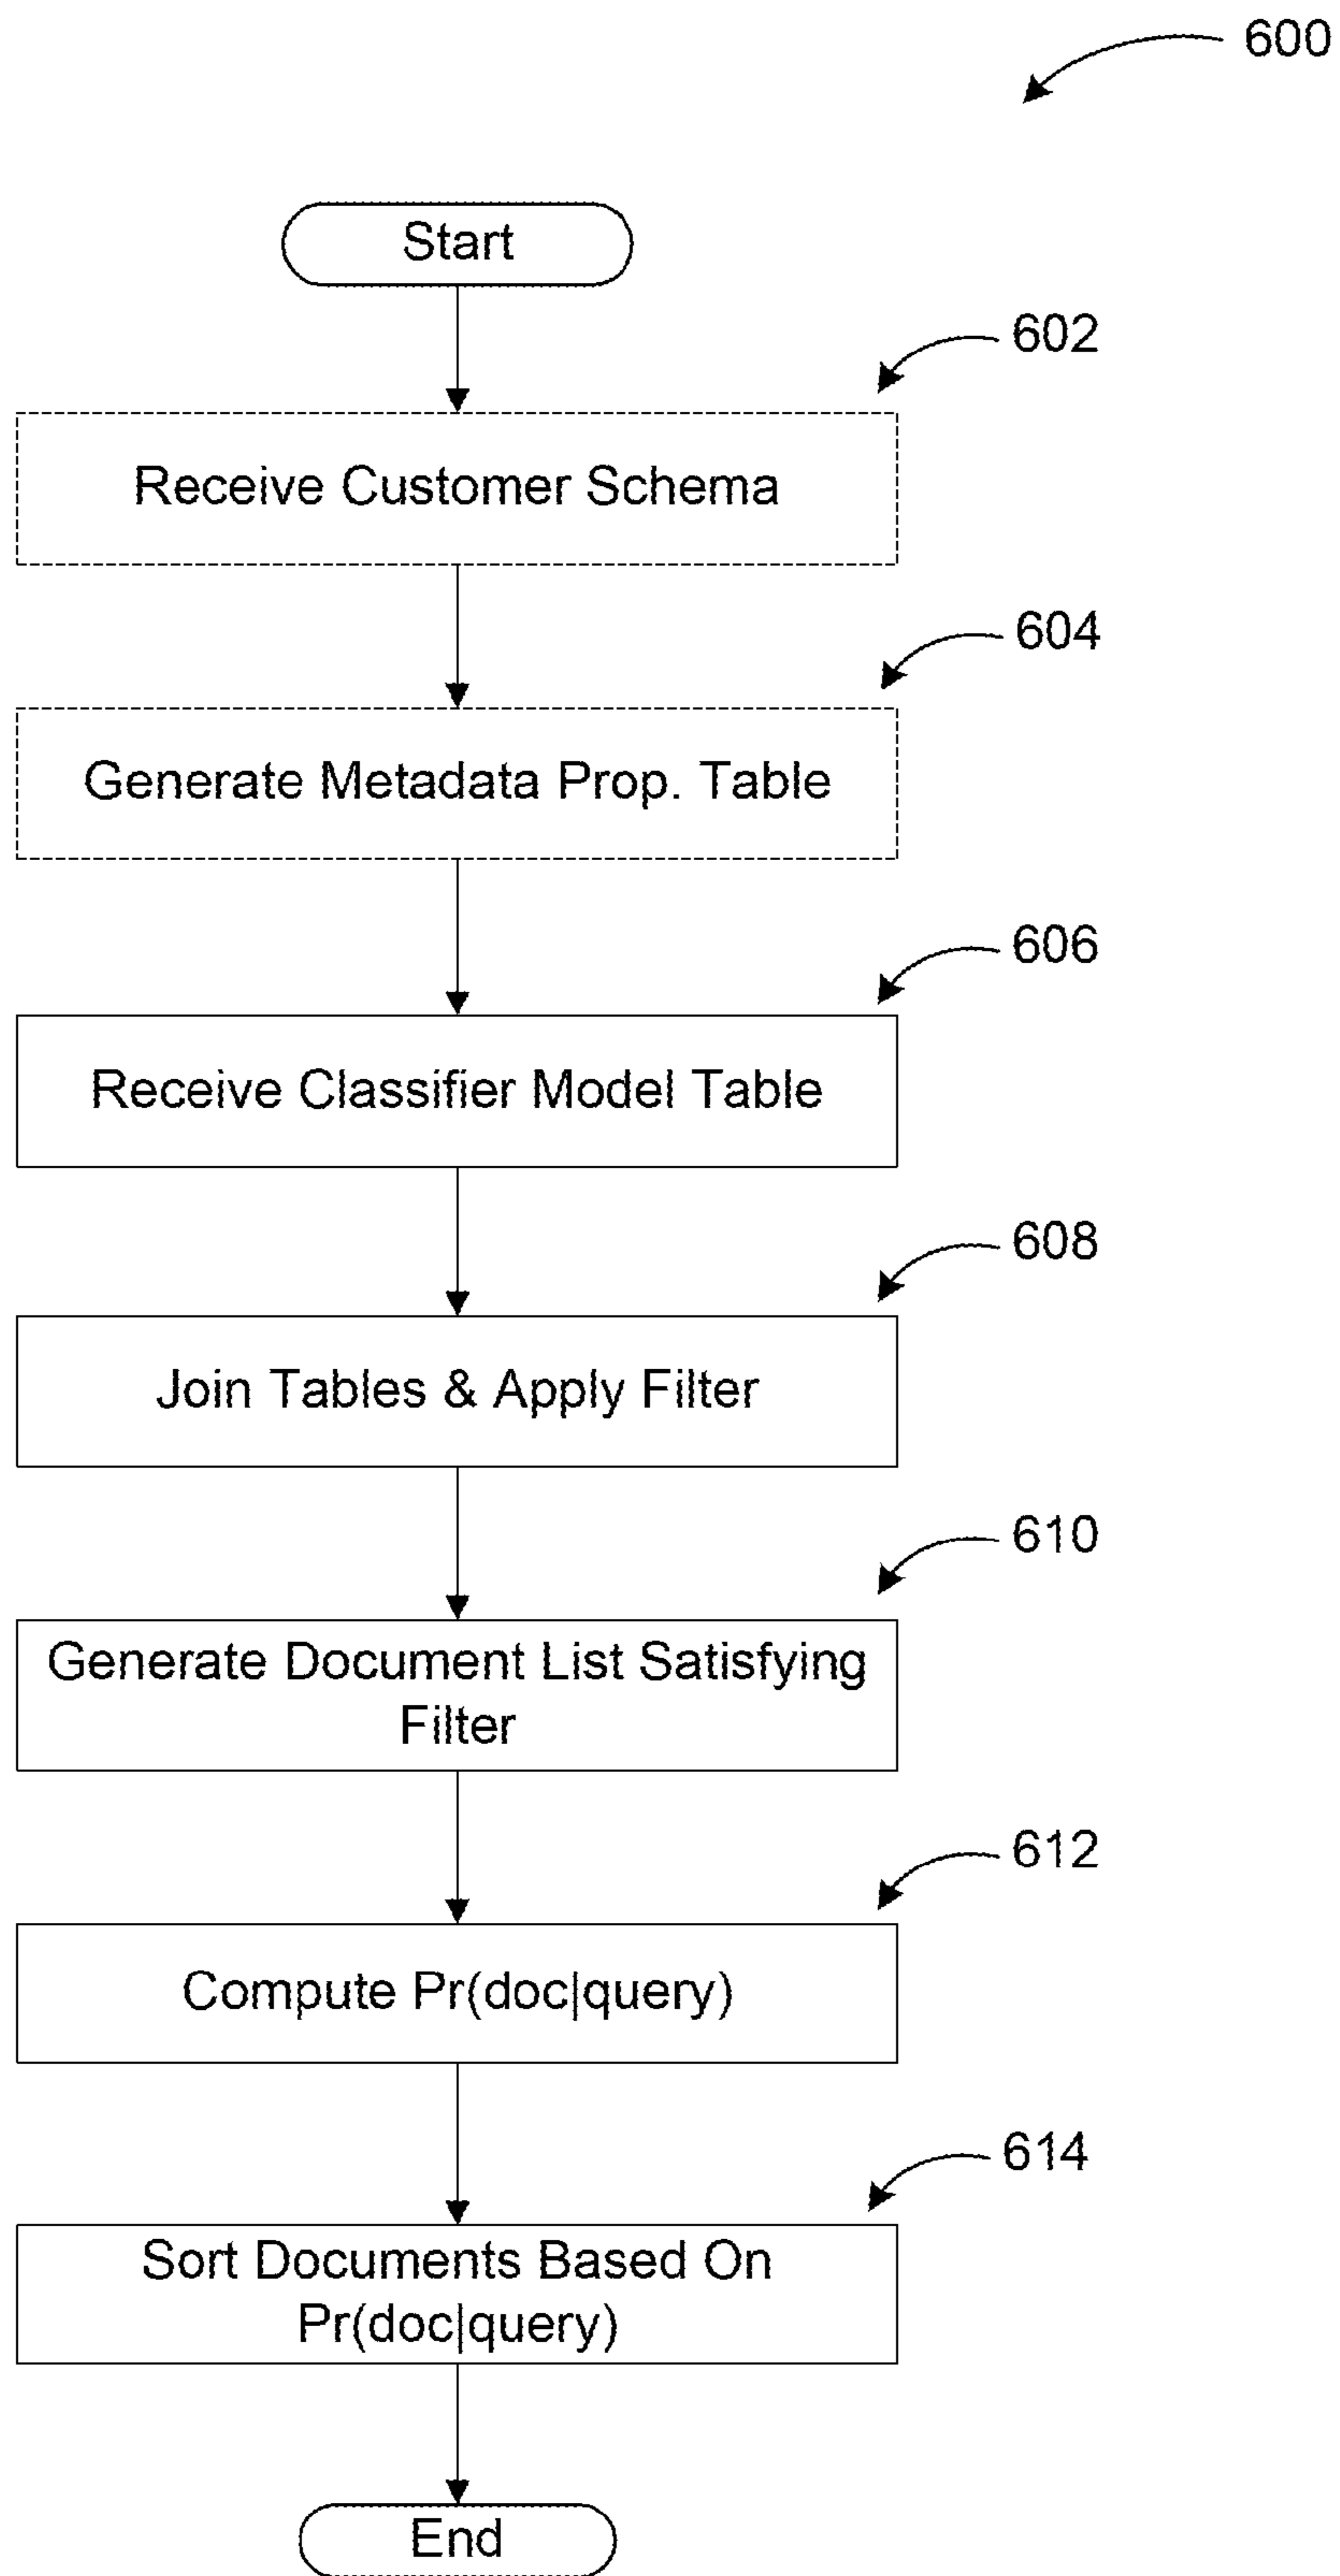 600
Start
602
Receive Customer Schema
604
Generate Metadata Prop. Table
606
Receive Classifier Model Table
608
Join Tables & Apply Filter
610
Generate Document List Satisfying
Filter
612
Compute Pr(doc|query)
614
Sort Documents Based On
Pr(doc|query)
End